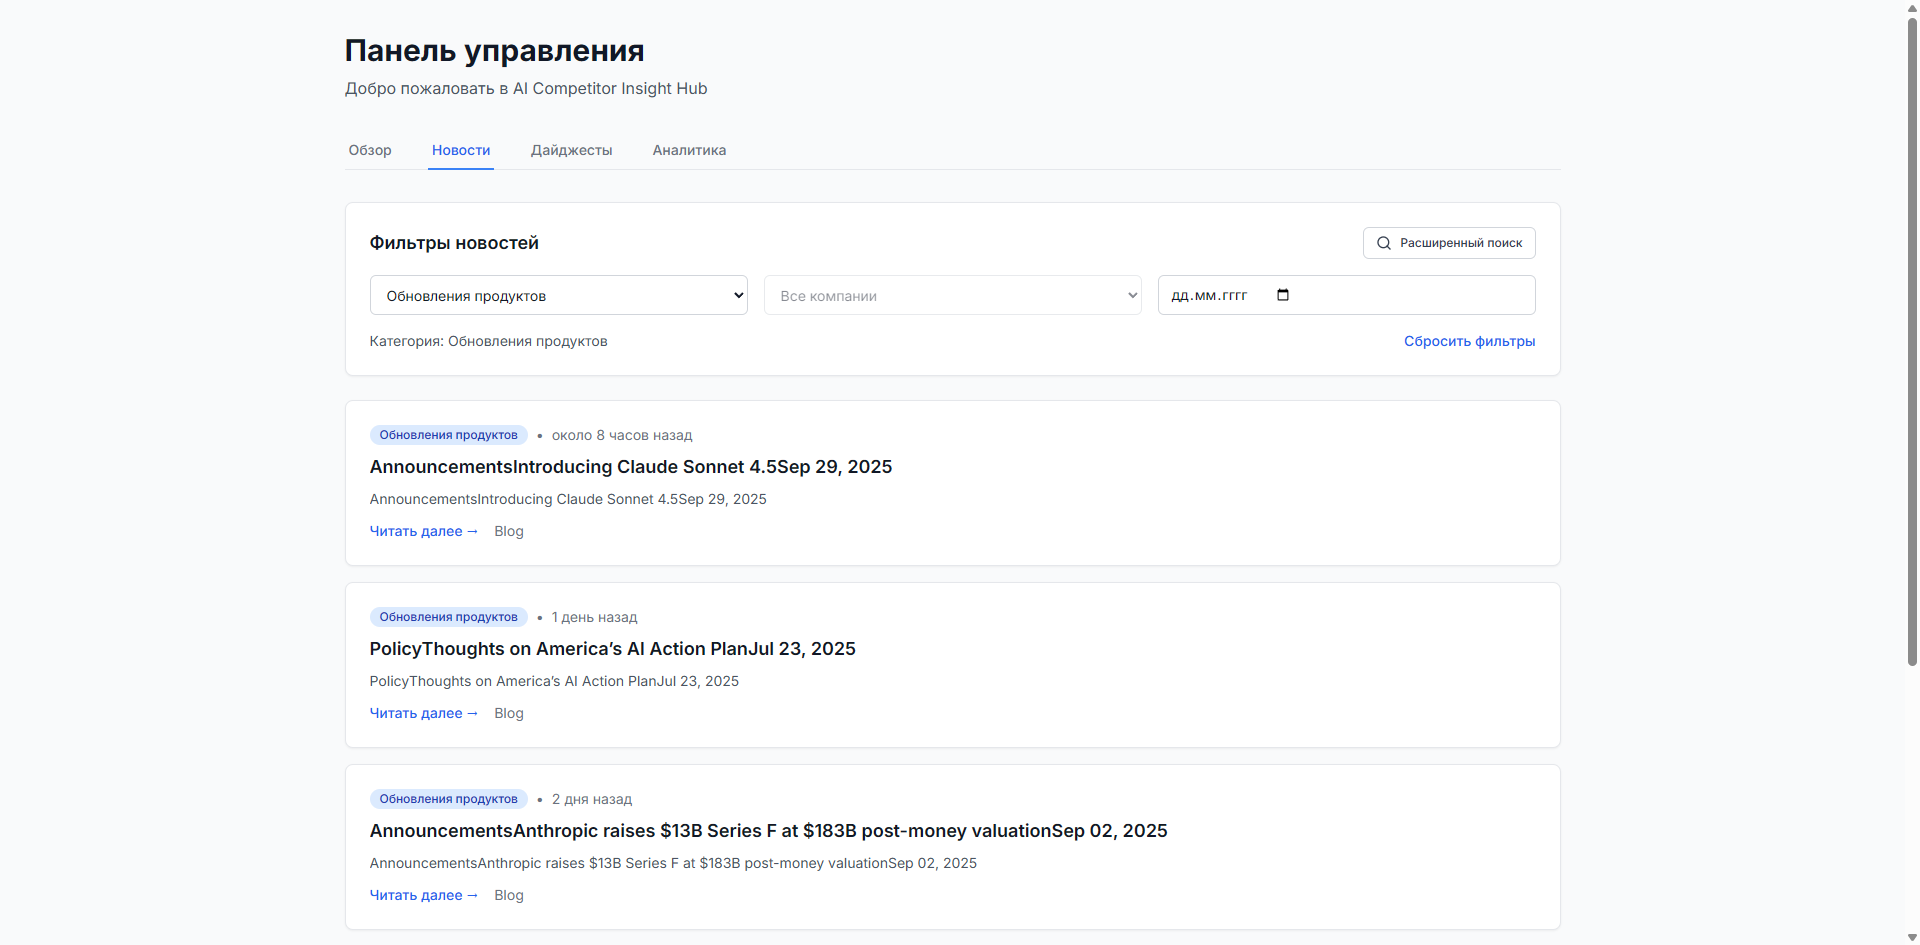 Панель управления
Добро пожаловать в AI Competitor Insight Hub
Обзор Новости Дайджесты Аналитика
Фильтры новостей Расширенный поиск
Обновления продуктов Все компании дд.мм.гггг
Категория: Обновления продуктов Сбросить фильтры
Обновления продуктов • около 8 часов назад
AnnouncementsIntroducing Claude Sonnet 4.5Sep 29, 2025
AnnouncementsIntroducing Claude Sonnet 4.5Sep 29, 2025
Читать далее → Blog
Обновления продуктов • 1 день назад
PolicyThoughts on America’s AI Action PlanJul 23, 2025
PolicyThoughts on America’s AI Action PlanJul 23, 2025
Читать далее → Blog
Обновления продуктов • 2 дня назад
AnnouncementsAnthropic raises $13B Series F at $183B post-money valuationSep 02, 2025
AnnouncementsAnthropic raises $13B Series F at $183B post-money valuationSep 02, 2025
Читать далее → Blog